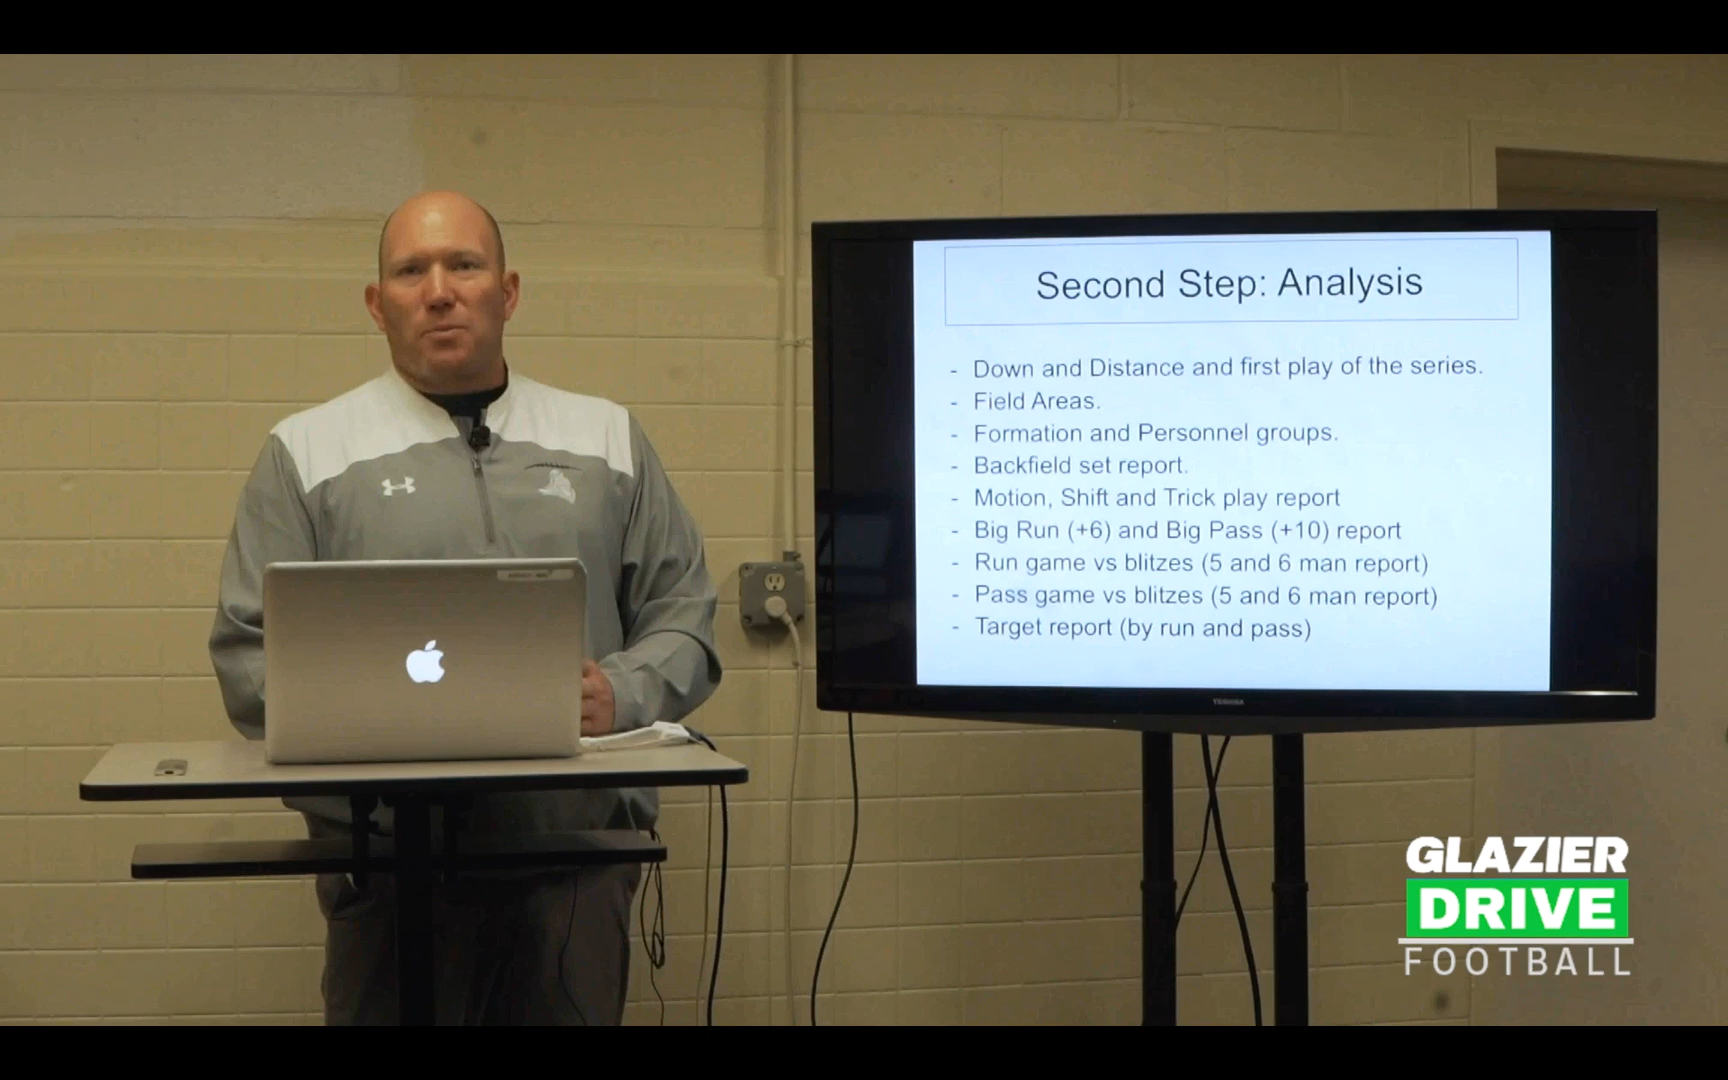 Second Step: Analysis
- Down and Distance and first play of the series.
- Field Areas.
- Formation and Personnel groups.
- Backfield set report.
- Motion, Shift and Trick play report
- Big Run (+6) and Big Pass (+10) report
- Run game vs blitzes (5 and 6 man report)
- Pass game vs blitzes (5 and 6 man report)
- Target report (by run and pass)
TOSHIBA
GLAZIER
DRIVE
FOOTBALL